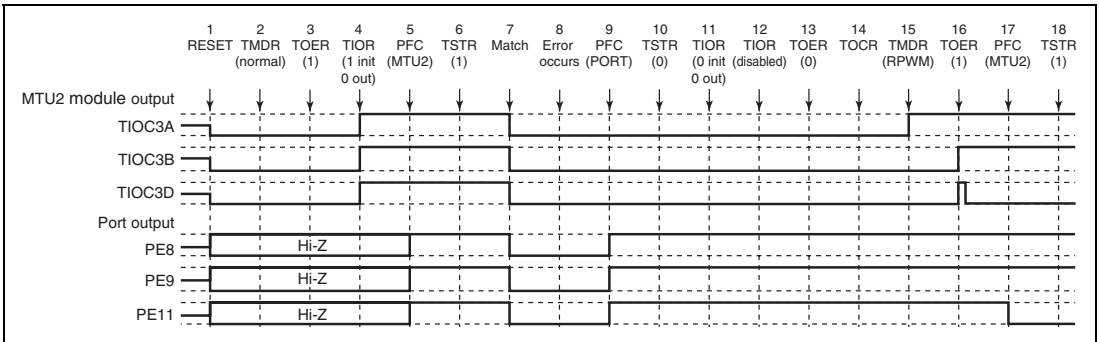 1 2 3 4 5 6 7 8 9 10 11 12 13 14 15 16 17 18
RESET TMDR TOER TIOR PFC TSTR Match Error PFC TSTR TIOR TIOR TOER TOCR TMDR TOER PFC TSTR
(normal) (1) (1 init (MTU2) (1) occurs (PORT) (0) (0 init (disabled) (0) (RPWM) (1) (MTU2) (1)
0 out) 0 out)
MTU2 module output
TIOC3A
TIOC3B
TIOC3D
Port output
PE8 Hi-Z
PE9 Hi-Z
PE11 Hi-Z